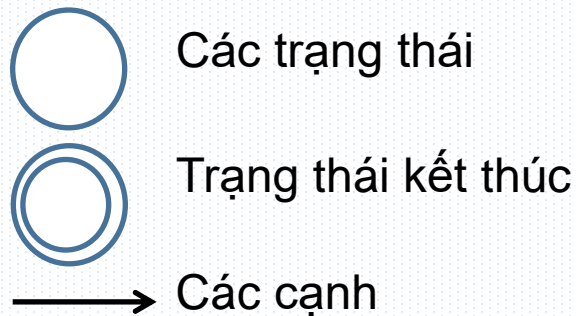 Các trạng thái
Trạng thái kết thúc
Các cạnh